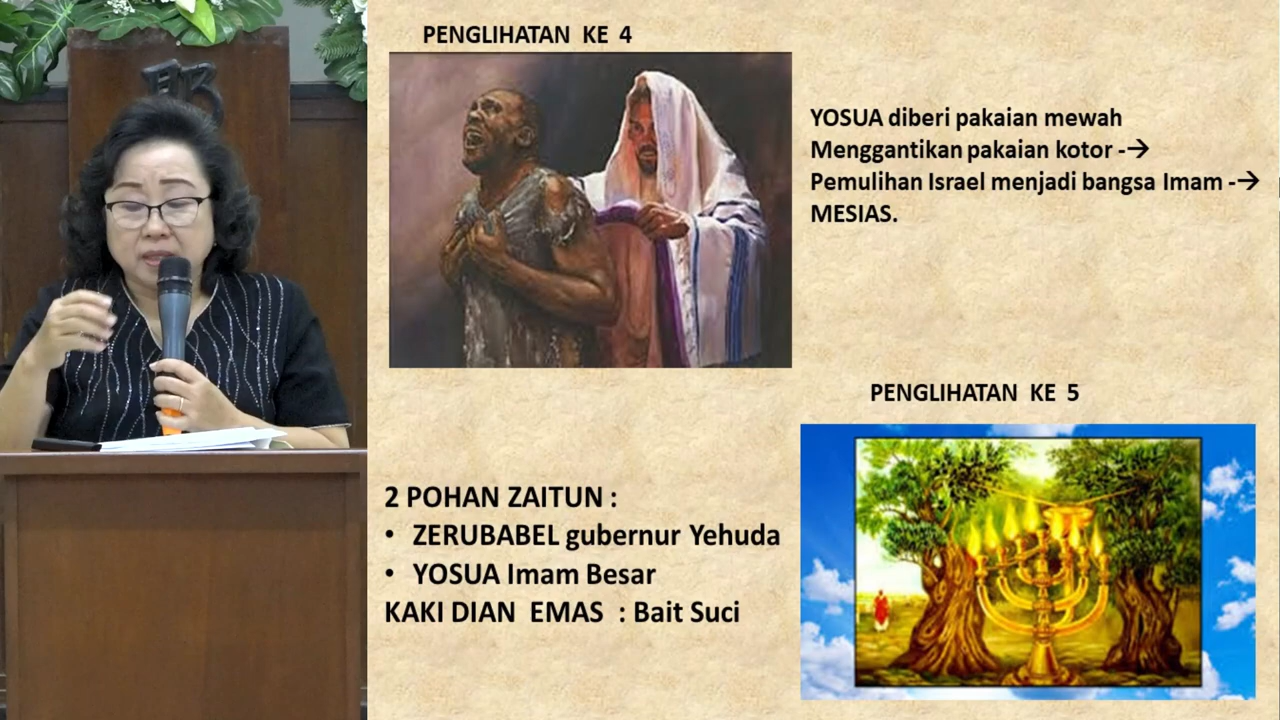 PENGLIHATAN KE 4
YOSUA diberi pakaian mewah
Menggantikan pakaian kotor -→
Pemulihan Israel menjadi bangsa Imam -→
MESIAS.
PENGLIHATAN KE 5
2 POHAN ZAITUN :
• ZERUBABEL gubernur Yehuda
• YOSUA Imam Besar
KAKI DIAN EMAS : Bait Suci